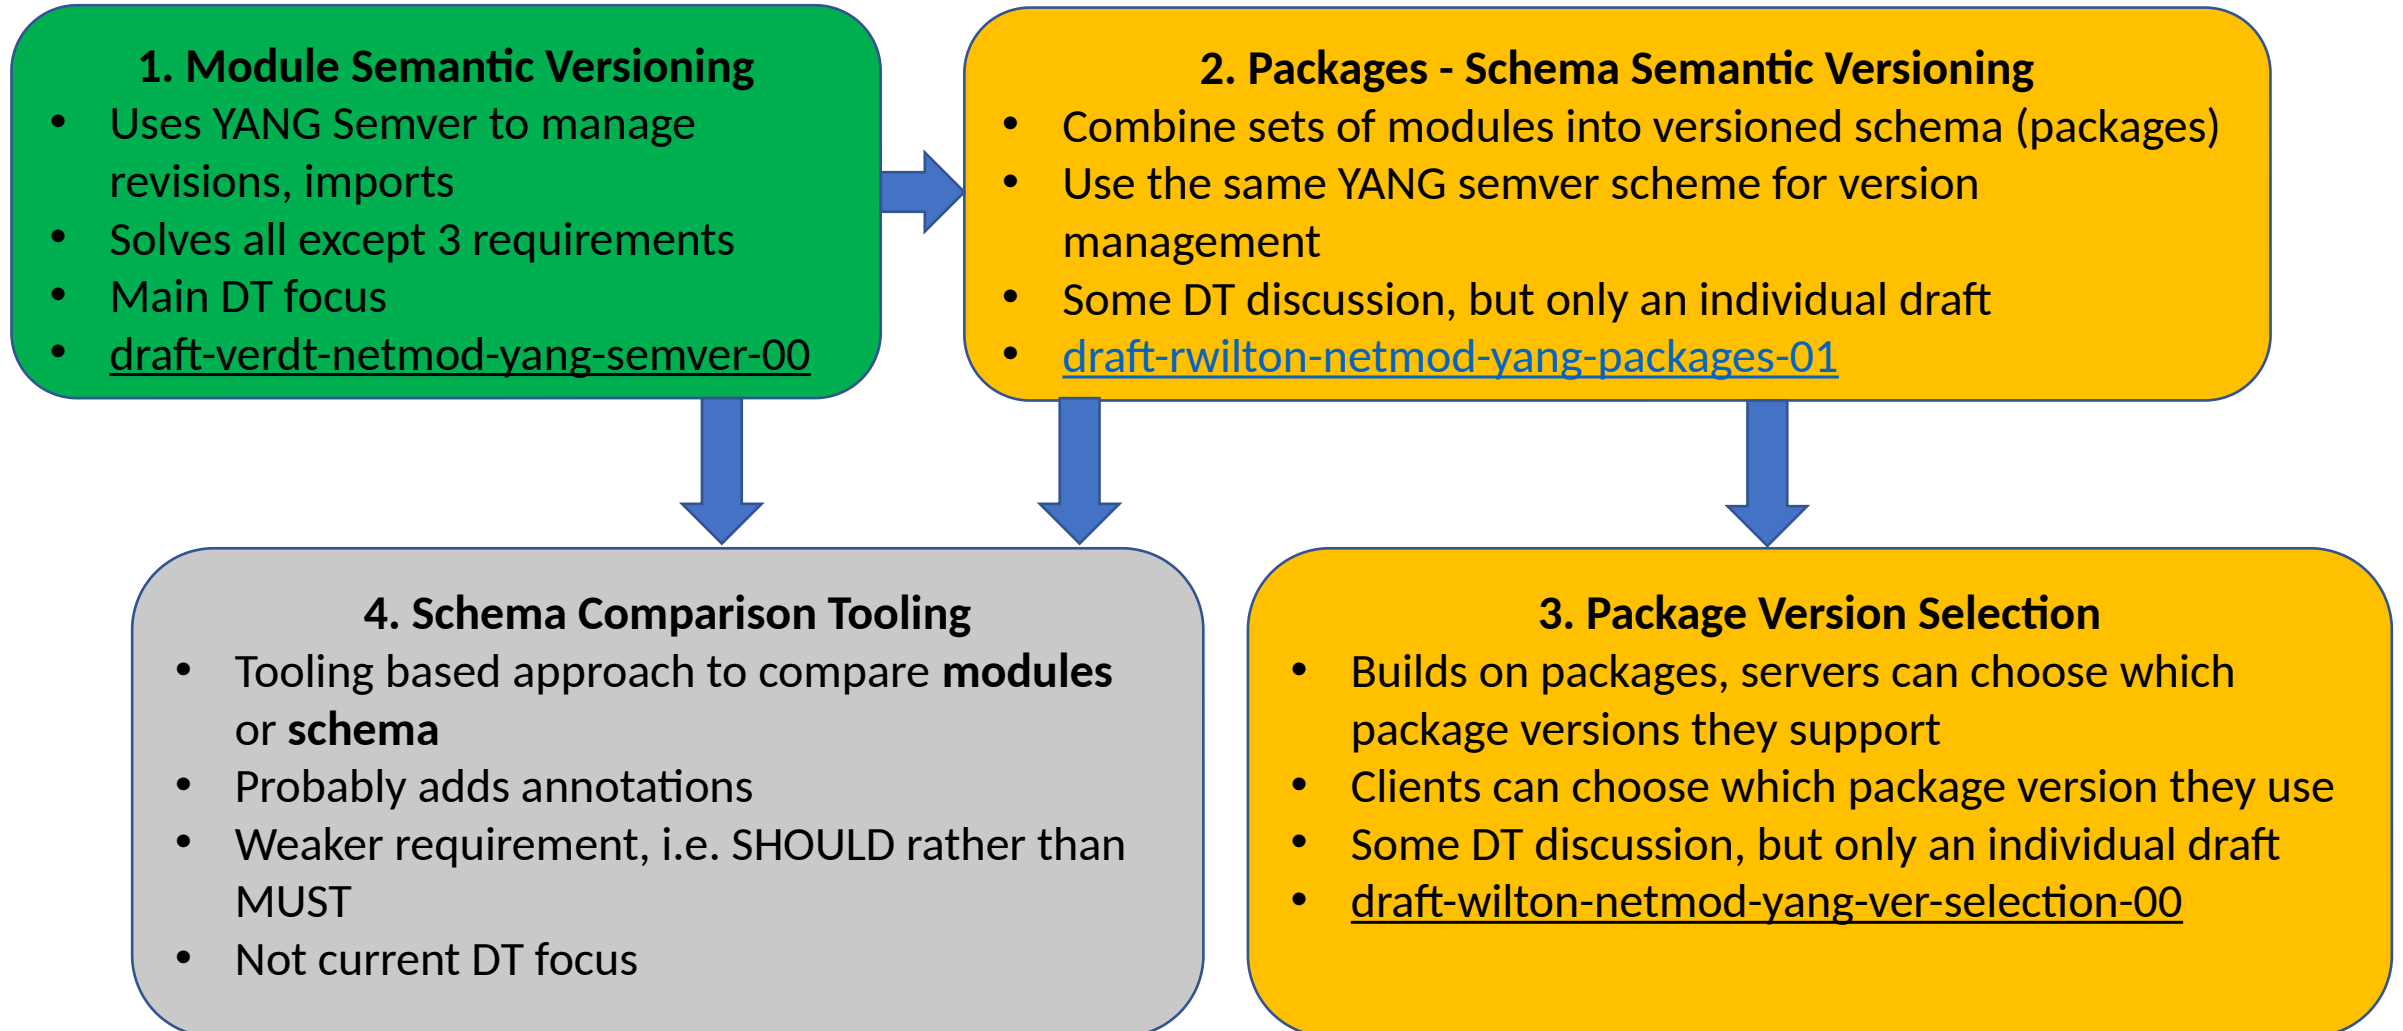 1. Module Semantic Versioning
• Uses YANG Semver to manage
revisions, imports
• Solves all except 3 requirements
• Main DT focus
• draft-verdt-netmod-yang-semver-00
2. Packages - Schema Semantic Versioning
• Combine sets of modules into versioned schema (packages)
• Use the same YANG semver scheme for version
management
• Some DT discussion, but only an individual draft
• draft-rwilton-netmod-yang-packages-01
4. Schema Comparison Tooling
• Tooling based approach to compare modules
or schema
• Probably adds annotations
• Weaker requirement, i.e. SHOULD rather than
MUST
• Not current DT focus
3. Package Version Selection
• Builds on packages, servers can choose which
package versions they support
• Clients can choose which package version they use
• Some DT discussion, but only an individual draft
• draft-wilton-netmod-yang-ver-selection-00